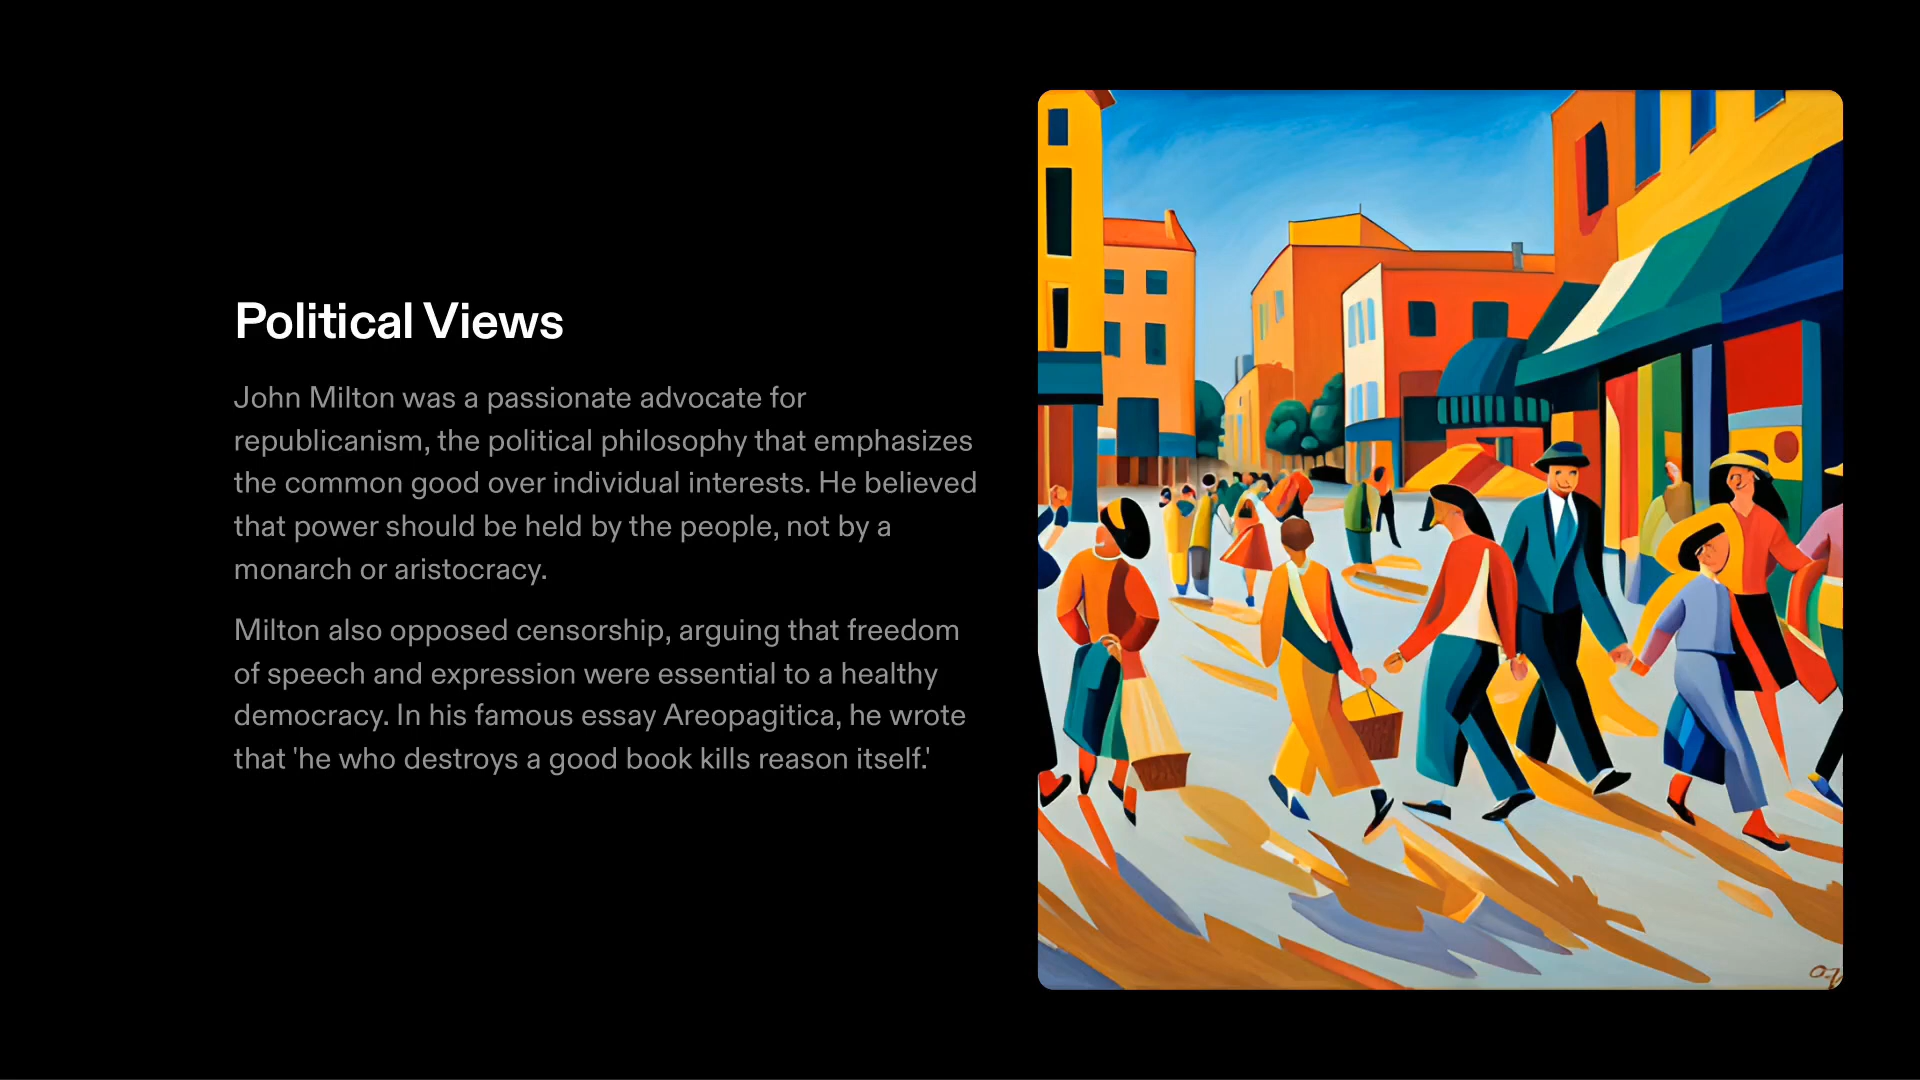 Political Views
John Milton was a passionate advocate for
republicanism, the political philosophy that emphasizes
the common good over individual interests. He believed
that power should be held by the people, not by a
monarch or aristocracy.
Milton also opposed censorship, arguing that freedom
of speech and expression were essential to a healthy
democracy. In his famous essay Areopagitica, he wrote
that 'he who destroys a good book kills reason itself.'